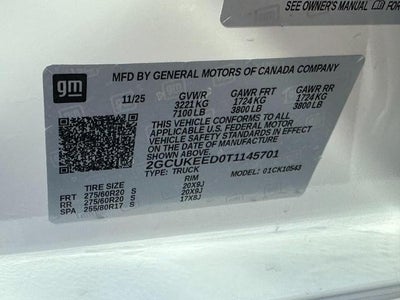 SEE OWNER'S MANUAL
gm
MFD BY GENERAL MOTORS OF CANADA COMPANY
11/25 GVWR GAWR FRT GAWR RR
3221 KG 1724 KG 1724 KG
7100 LB 3800 LB 3800 LB
THIS VEHICLE CONFORMS TO ALL
APPLICABLE U.S. FEDERAL MOTOR
VEHICLE SAFETY STANDARDS IN EFFECT
ON THE DATE OF MANUFACTURE SHOWN ABOVE.
2GCUKEED0T1145701
TYPE: TRUCK MODEL: 01CK10543
TIRE SIZE RIM
FRT 275/60R20 S 20X9J
RR 275/60R20 S 20X9J
SPA 255/80R17 S 17X8J